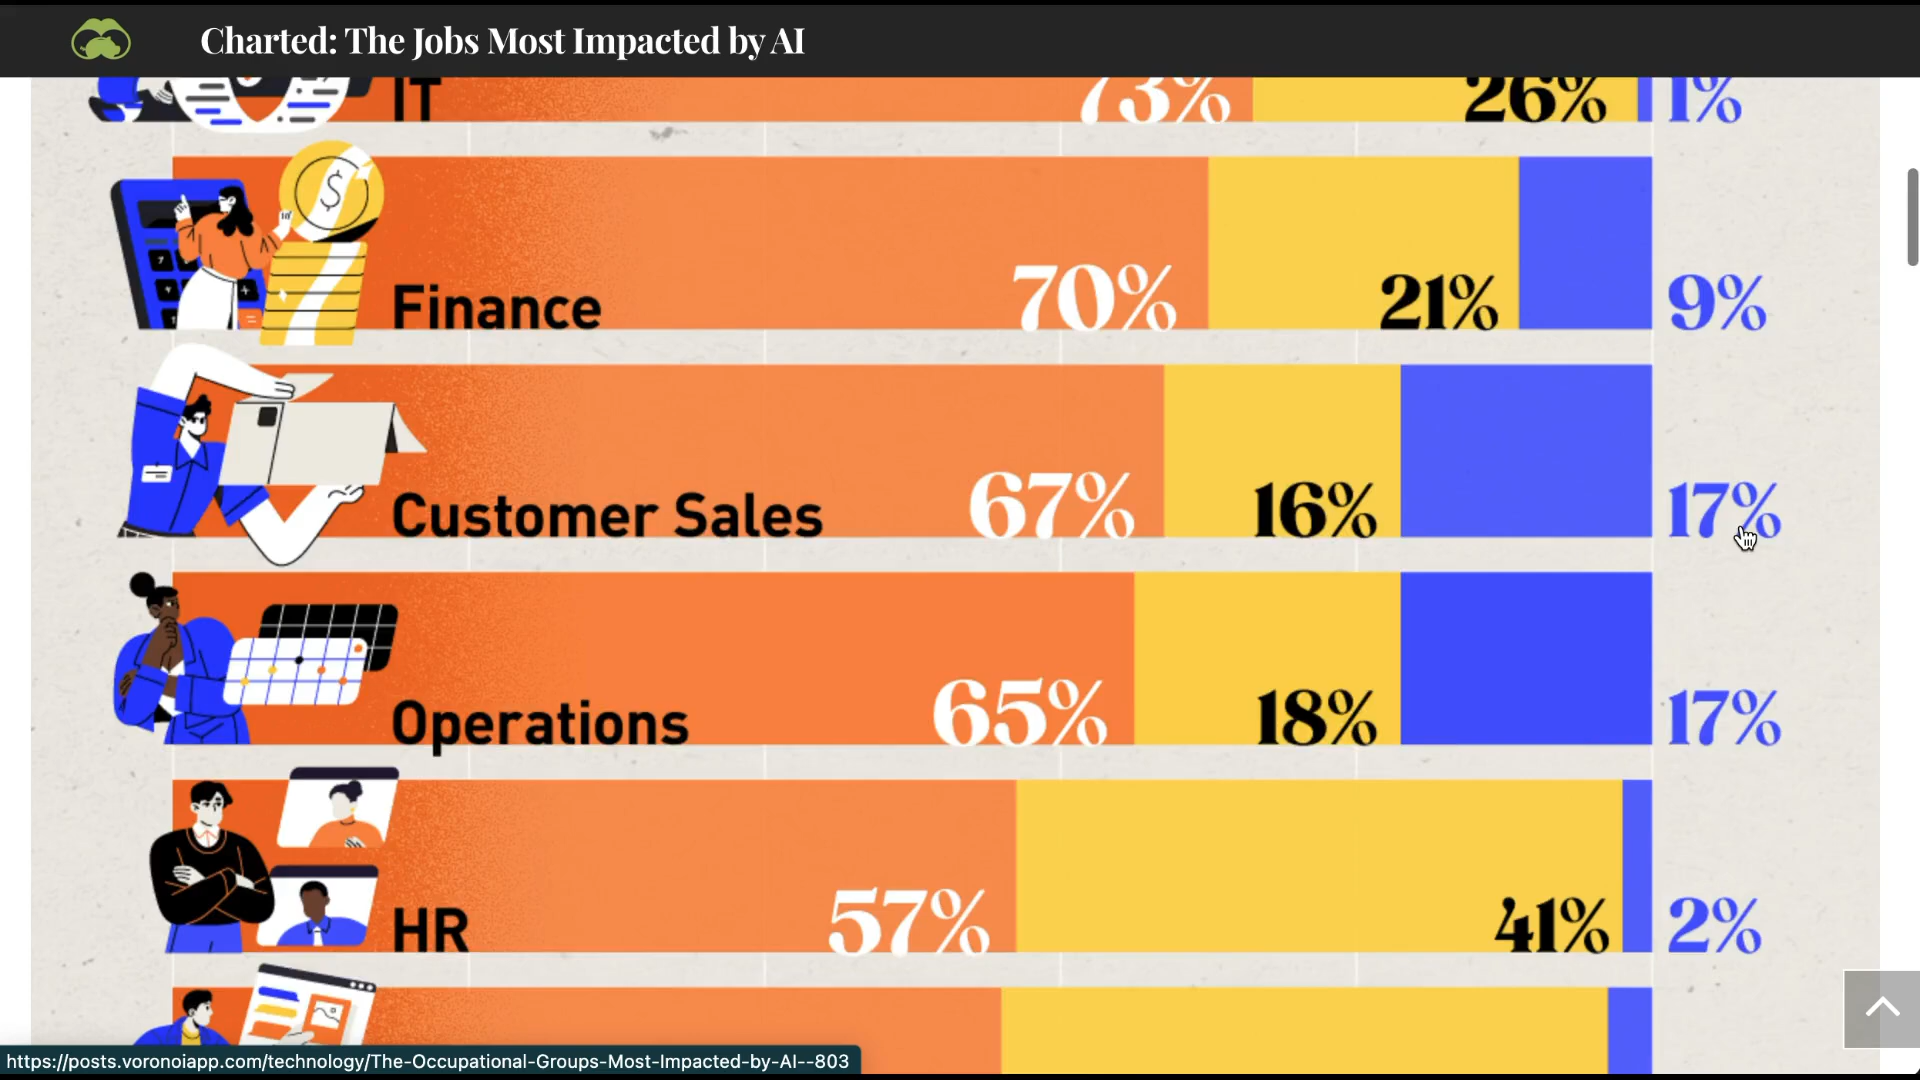 Charted: The Jobs Most Impacted by AI
IT 73% 26% 1%
Finance 70% 21% 9%
Customer Sales 67% 16% 17%
Operations 65% 18% 17%
HR 57% 41% 2%
https://posts.voronoiapp.com/technology/The-Occupational-Groups-Most-Impacted-by-AI--803